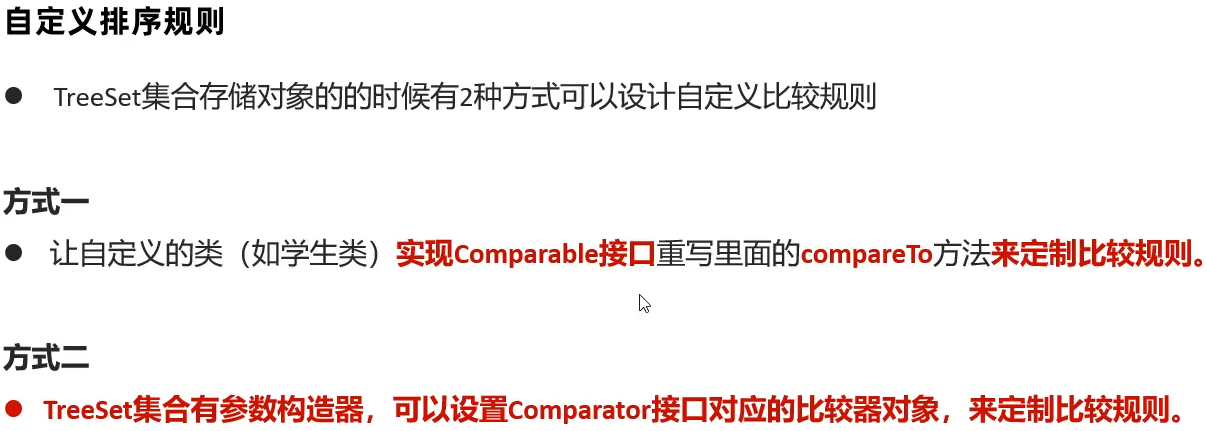 自定义排序规则
● TreeSet集合存储对象的的时候有2种方式可以设计自定义比较规则
方式一
● 让自定义的类（如学生类）实现Comparable接口重写里面的compareTo方法来定制比较规则。
方式二
● TreeSet集合有参数构造器，可以设置Comparator接口对应的比较器对象，来定制比较规则。